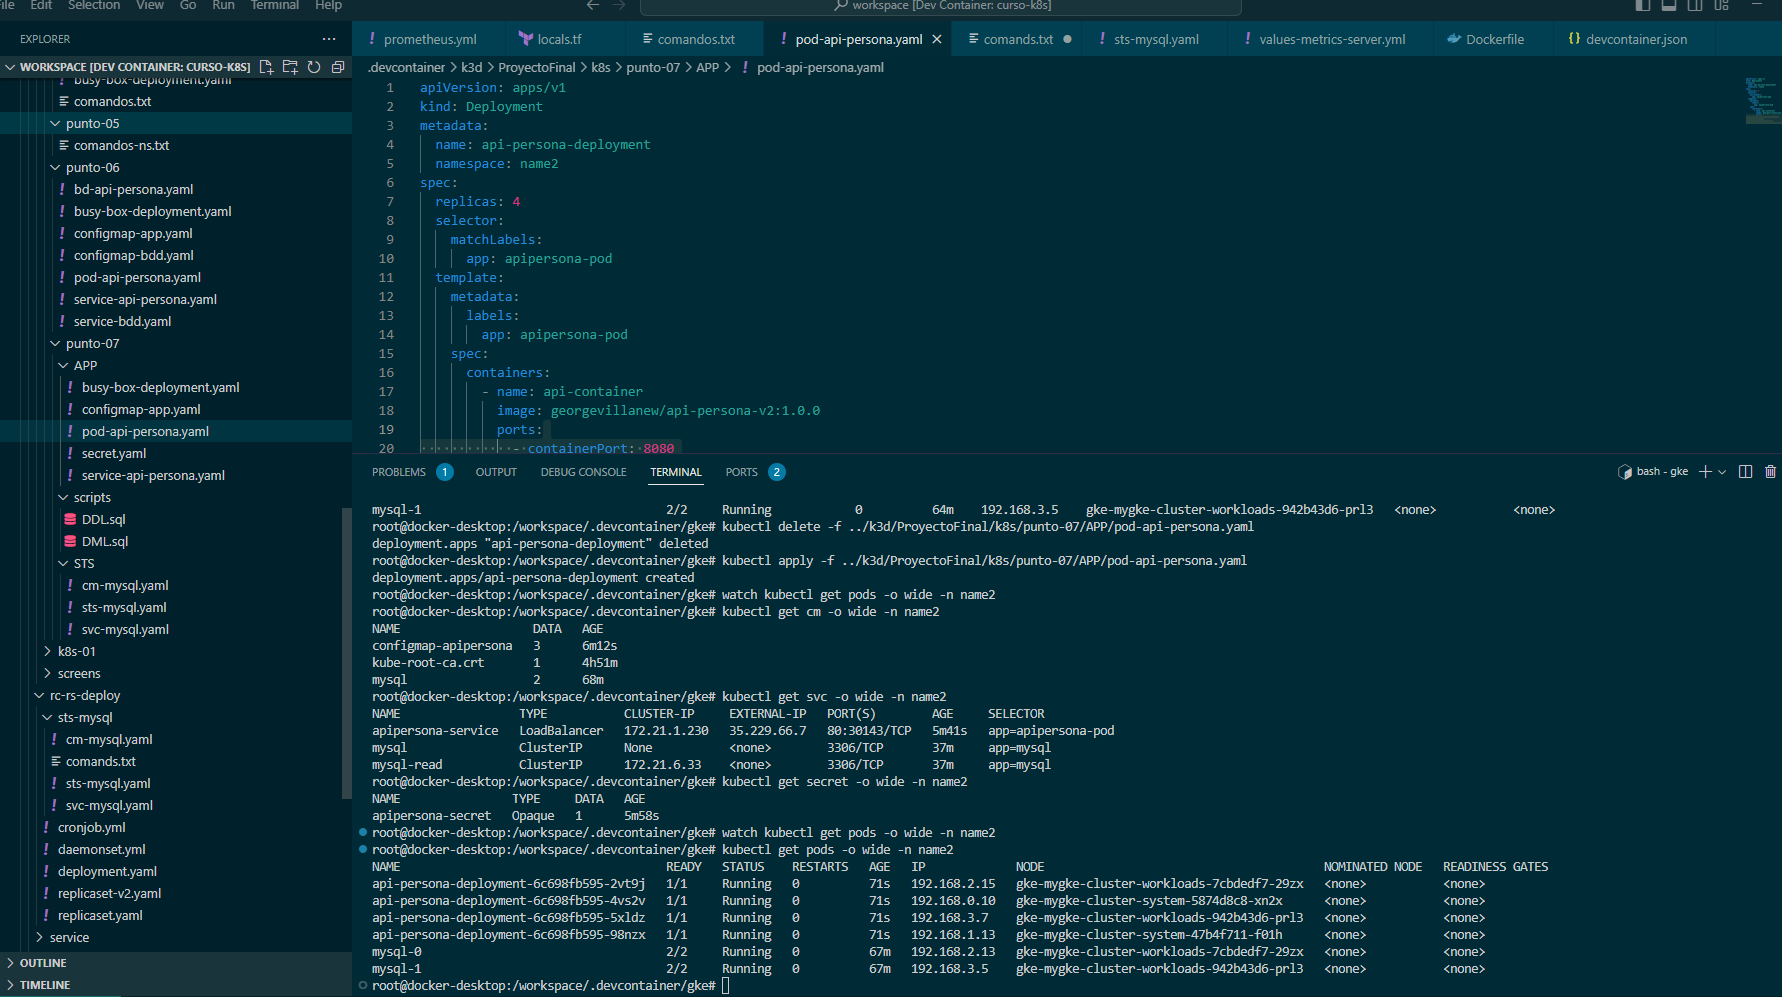 File Edit Selection View Go Run Terminal Help
workspace [Dev Container: curso-k8s]
EXPLORER
WORKSPACE [DEV CONTAINER: CURSO-K8S]
busy-box-deployment.yaml
comandos.txt
punto-05
comandos-ns.txt
punto-06
bd-api-persona.yaml
busy-box-deployment.yaml
configmap-app.yaml
configmap-bdd.yaml
pod-api-persona.yaml
service-api-persona.yaml
service-bdd.yaml
punto-07
APP
busy-box-deployment.yaml
configmap-app.yaml
pod-api-persona.yaml
secret.yaml
service-api-persona.yaml
scripts
DDL.sql
DML.sql
STS
cm-mysql.yaml
sts-mysql.yaml
svc-mysql.yaml
k8s-01
screens
rc-rs-deploy
sts-mysql
cm-mysql.yaml
comands.txt
sts-mysql.yaml
svc-mysql.yaml
cronjob.yml
daemonset.yml
deployment.yaml
replicaset-v2.yaml
replicaset.yaml
service
OUTLINE
TIMELINE
prometheus.yml locals.tf comandos.txt pod-api-persona.yaml comands.txt sts-mysql.yaml values-metrics-server.yml Dockerfile devcontainer.json
.devcontainer > k3d > ProyectoFinal > k8s > punto-07 > APP > ! pod-api-persona.yaml
1 apiVersion: apps/v1
2 kind: Deployment
3 metadata:
4 name: api-persona-deployment
5 namespace: name2
6 spec:
7 replicas: 4
8 selector:
9 matchLabels:
10 app: apipersona-pod
11 template:
12 metadata:
13 labels:
14 app: apipersona-pod
15 spec:
16 containers:
17 - name: api-container
18 image: georgevillanew/api-persona-v2:1.0.0
19 ports:
20 - containerPort: 8080
PROBLEMS 1 OUTPUT DEBUG CONSOLE TERMINAL PORTS 2 bash - gke
mysql-1 2/2 Running 0 64m 192.168.3.5 gke-mygke-cluster-workloads-942b43d6-prl3 <none> <none>
root@docker-desktop:/workspace/.devcontainer/gke# kubectl delete -f ../k3d/ProyectoFinal/k8s/punto-07/APP/pod-api-persona.yaml
deployment.apps "api-persona-deployment" deleted
root@docker-desktop:/workspace/.devcontainer/gke# kubectl apply -f ../k3d/ProyectoFinal/k8s/punto-07/APP/pod-api-persona.yaml
deployment.apps/api-persona-deployment created
root@docker-desktop:/workspace/.devcontainer/gke# watch kubectl get pods -o wide -n name2
root@docker-desktop:/workspace/.devcontainer/gke# kubectl get cm -o wide -n name2
NAME DATA AGE
configmap-apipersona 3 6m12s
kube-root-ca.crt 1 4h51m
mysql 2 68m
root@docker-desktop:/workspace/.devcontainer/gke# kubectl get svc -o wide -n name2
NAME TYPE CLUSTER-IP EXTERNAL-IP PORT(S) AGE SELECTOR
apipersona-service LoadBalancer 172.21.1.230 35.229.66.7 80:30143/TCP 5m41s app=apipersona-pod
mysql ClusterIP None <none> 3306/TCP 37m app=mysql
mysql-read ClusterIP 172.21.6.33 <none> 3306/TCP 37m app=mysql
root@docker-desktop:/workspace/.devcontainer/gke# kubectl get secret -o wide -n name2
NAME TYPE DATA AGE
apipersona-secret Opaque 1 5m58s
root@docker-desktop:/workspace/.devcontainer/gke# watch kubectl get pods -o wide -n name2
root@docker-desktop:/workspace/.devcontainer/gke# kubectl get pods -o wide -n name2
NAME READY STATUS RESTARTS AGE IP NODE NOMINATED NODE READINESS GATES
api-persona-deployment-6c698fb595-2vt9j 1/1 Running 0 71s 192.168.2.15 gke-mygke-cluster-workloads-7cbdedf7-29zx <none> <none>
api-persona-deployment-6c698fb595-4vs2v 1/1 Running 0 71s 192.168.0.10 gke-mygke-cluster-system-5874d8c8-xn2x <none> <none>
api-persona-deployment-6c698fb595-5xldz 1/1 Running 0 71s 192.168.3.7 gke-mygke-cluster-workloads-942b43d6-prl3 <none> <none>
api-persona-deployment-6c698fb595-98nzx 1/1 Running 0 71s 192.168.1.13 gke-mygke-cluster-system-47b4f711-f01h <none> <none>
mysql-0 2/2 Running 0 67m 192.168.2.13 gke-mygke-cluster-workloads-7cbdedf7-29zx <none> <none>
mysql-1 2/2 Running 0 67m 192.168.3.5 gke-mygke-cluster-workloads-942b43d6-prl3 <none> <none>
root@docker-desktop:/workspace/.devcontainer/gke#